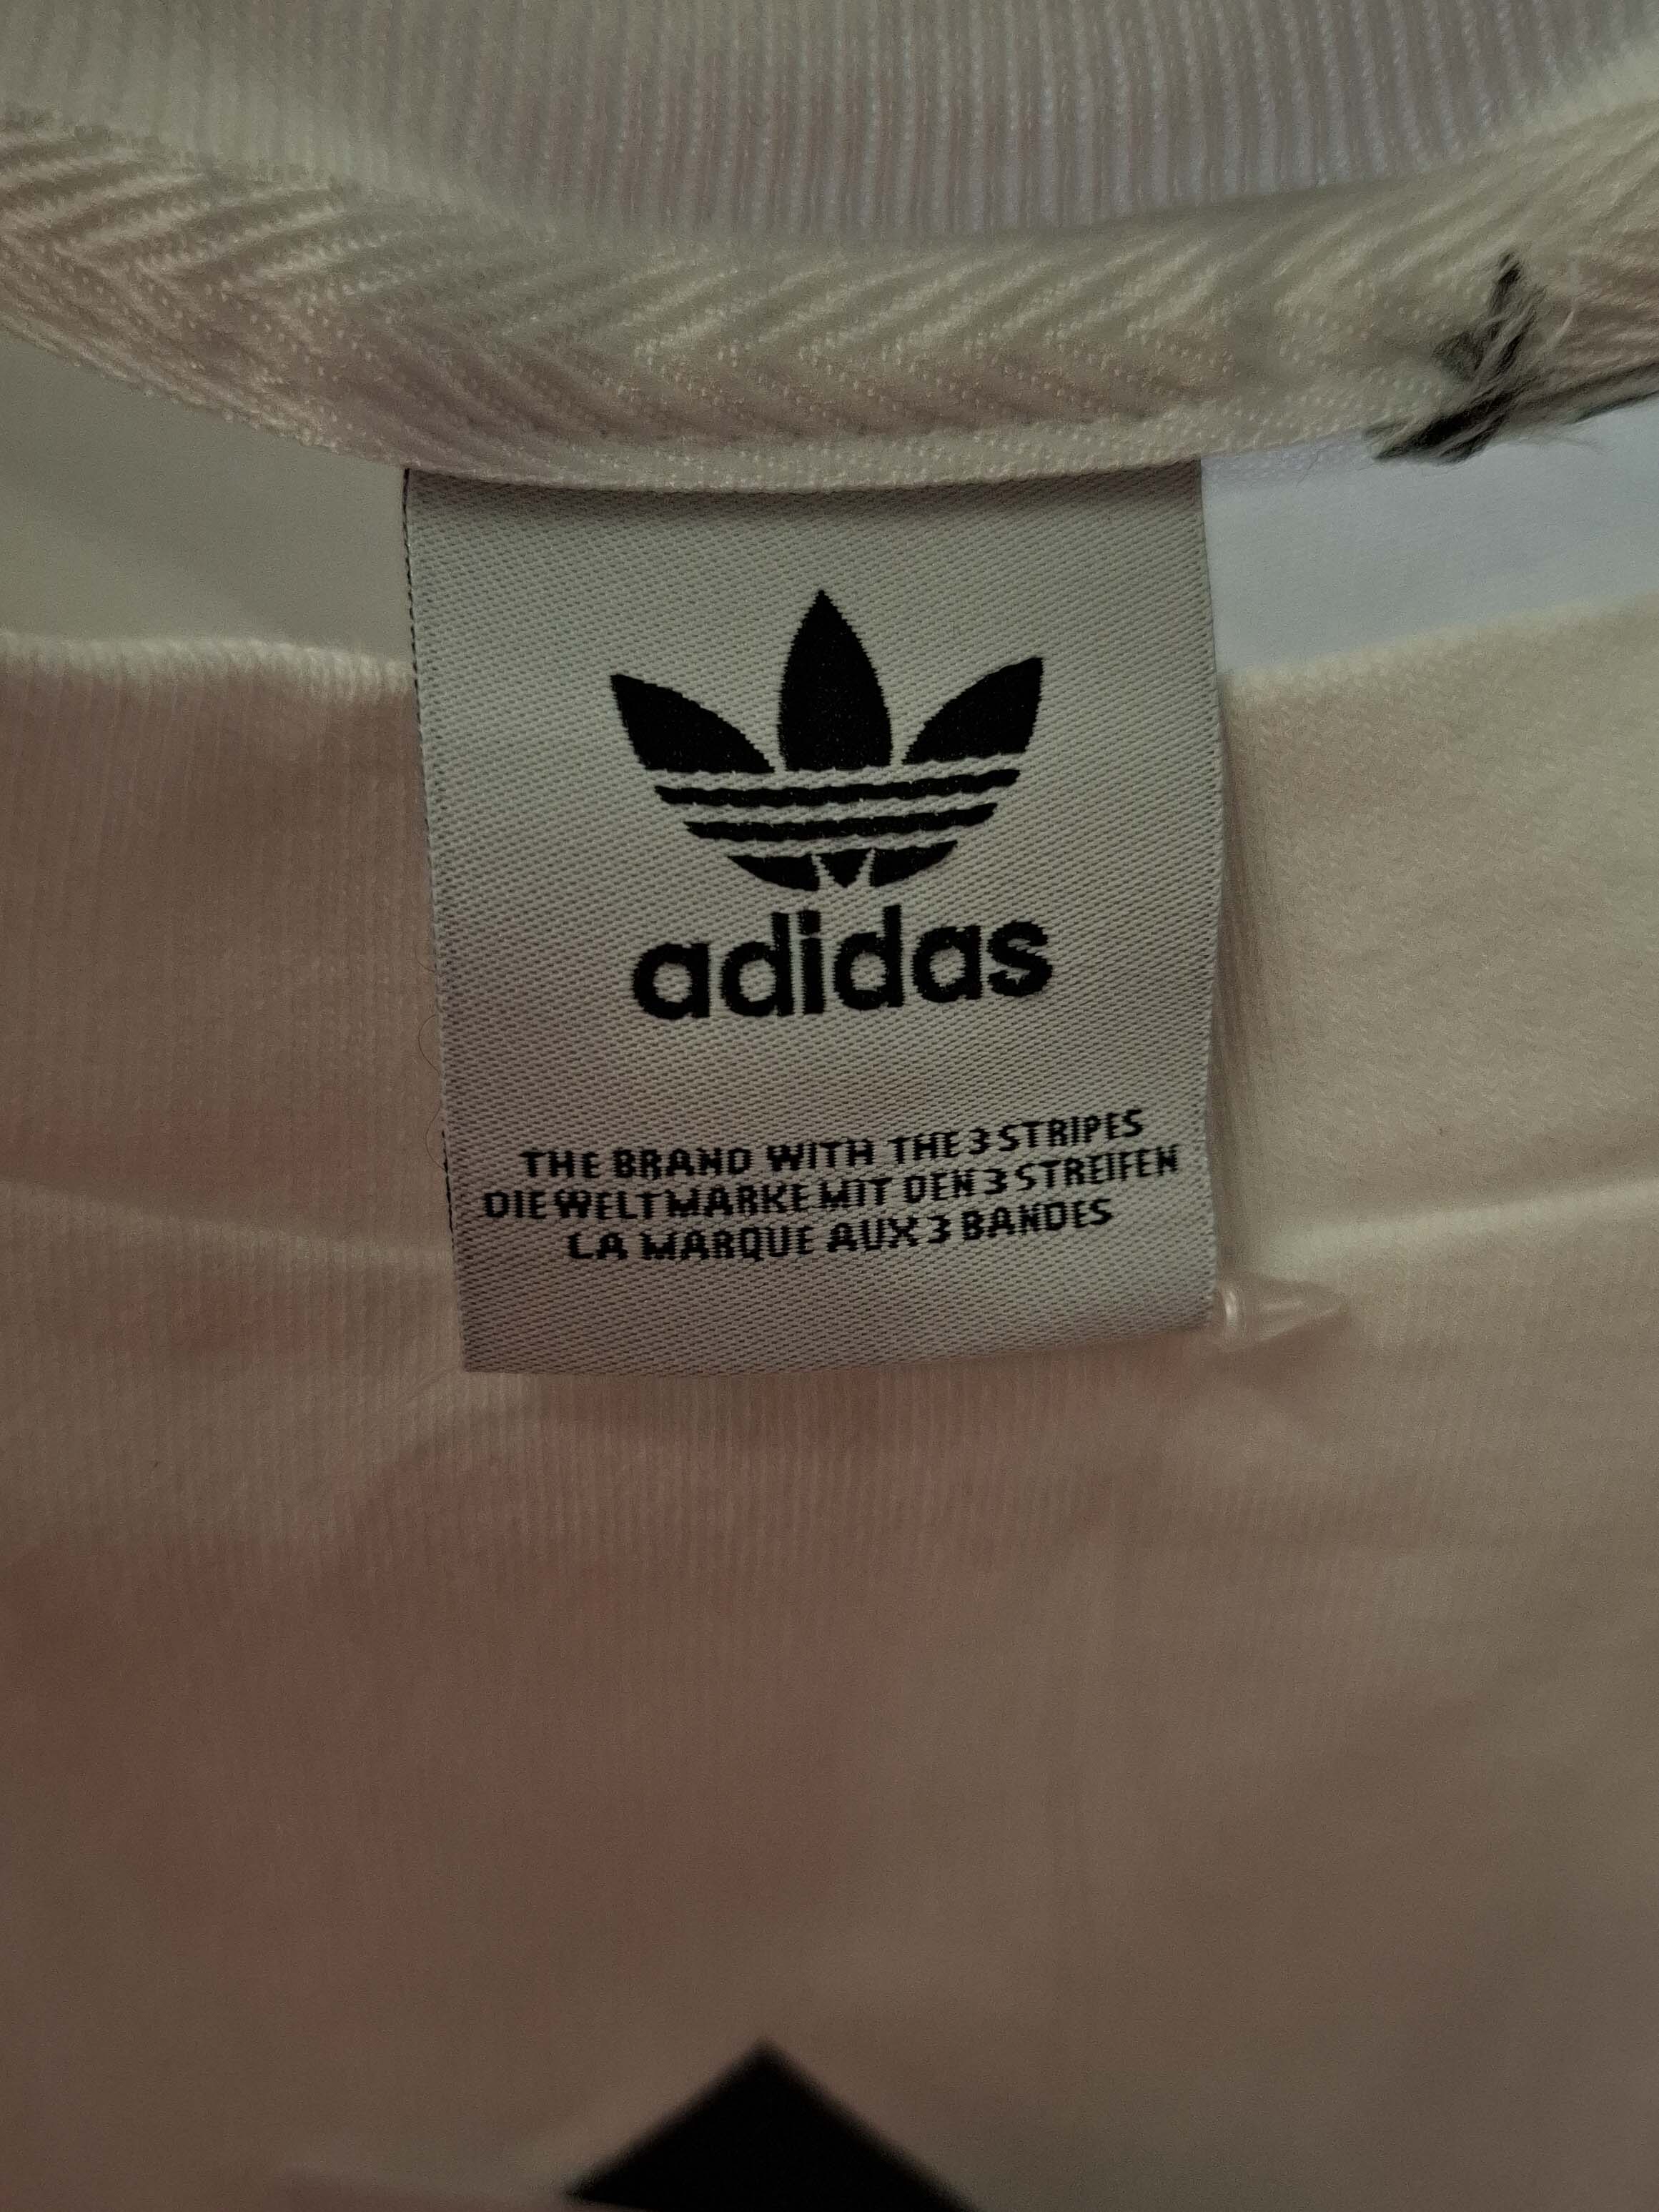 adidas
THE BRAND WITH THE 3 STRIPES
DIE WELTMARKE MIT DEN 3 STREIFEN
LA MARQUE AUX 3 BANDES